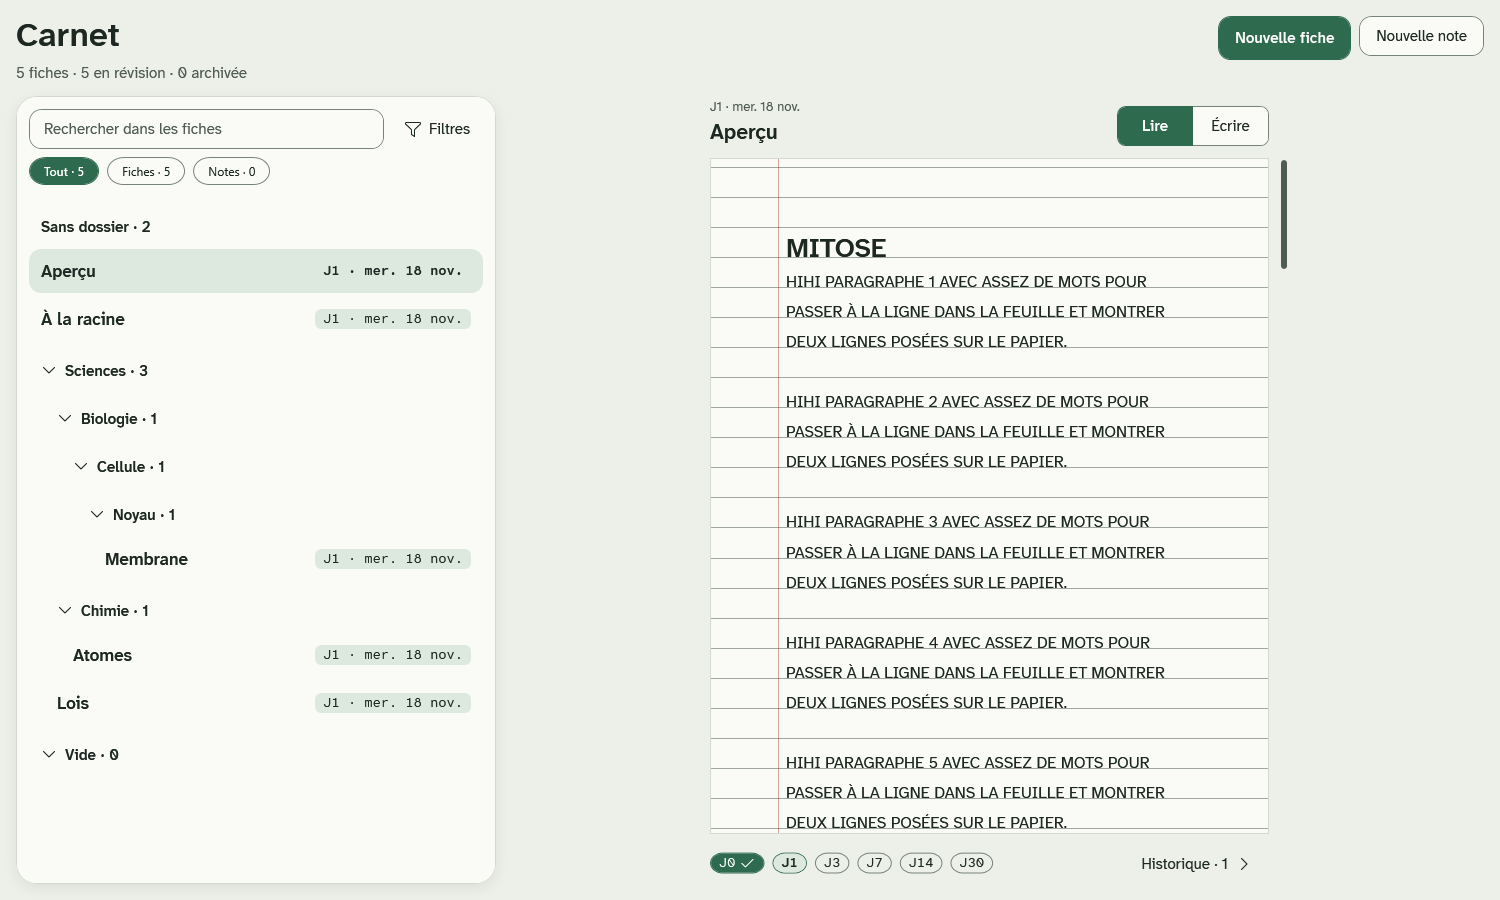 Carnet
5 fiches · 5 en révision · 0 archivée
Nouvelle fiche
Nouvelle note
Rechercher dans les fiches
Filtres
Tout · 5
Fiches · 5
Notes · 0
Sans dossier · 2
Aperçu
J1 · mer. 18 nov.
À la racine
J1 · mer. 18 nov.
Sciences · 3
Biologie · 1
Cellule · 1
Noyau · 1
Membrane
J1 · mer. 18 nov.
Chimie · 1
Atomes
J1 · mer. 18 nov.
Lois
J1 · mer. 18 nov.
Vide · 0
J1 · mer. 18 nov.
Aperçu
Lire
Écrire
MITOSE
HIHI PARAGRAPHE 1 AVEC ASSEZ DE MOTS POUR
PASSER À LA LIGNE DANS LA FEUILLE ET MONTRER
DEUX LIGNES POSÉES SUR LE PAPIER.
HIHI PARAGRAPHE 2 AVEC ASSEZ DE MOTS POUR
PASSER À LA LIGNE DANS LA FEUILLE ET MONTRER
DEUX LIGNES POSÉES SUR LE PAPIER.
HIHI PARAGRAPHE 3 AVEC ASSEZ DE MOTS POUR
PASSER À LA LIGNE DANS LA FEUILLE ET MONTRER
DEUX LIGNES POSÉES SUR LE PAPIER.
HIHI PARAGRAPHE 4 AVEC ASSEZ DE MOTS POUR
PASSER À LA LIGNE DANS LA FEUILLE ET MONTRER
DEUX LIGNES POSÉES SUR LE PAPIER.
HIHI PARAGRAPHE 5 AVEC ASSEZ DE MOTS POUR
PASSER À LA LIGNE DANS LA FEUILLE ET MONTRER
DEUX LIGNES POSÉES SUR LE PAPIER.
J0
J1
J3
J7
J14
J30
Historique · 1